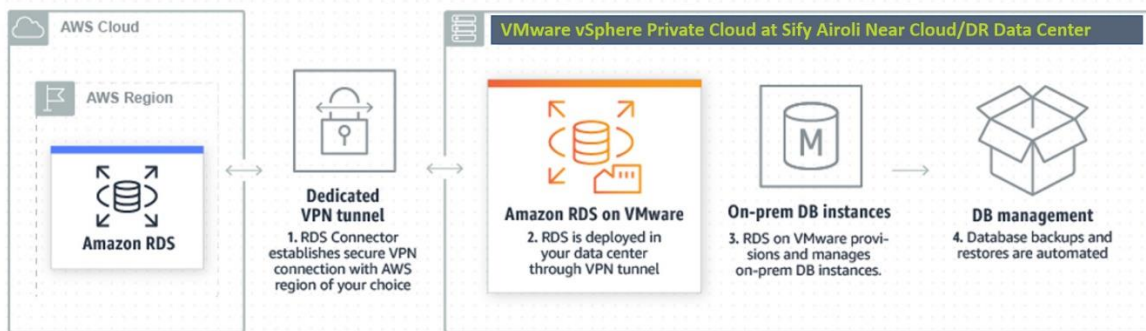 AWS Cloud
VMware vSphere Private Cloud at Sify Airoli Near Cloud/DR Data Center
AWS Region
Amazon RDS
Dedicated
VPN tunnel
1. RDS Connector
establishes secure VPN
connection with AWS
region of your choice
Amazon RDS on VMware
2. RDS is deployed in
your data center
through VPN tunnel
M
On-prem DB instances
3. RDS on VMware provi-
sions and manages
on-prem DB instances.
DB management
4. Database backups and
restores are automated